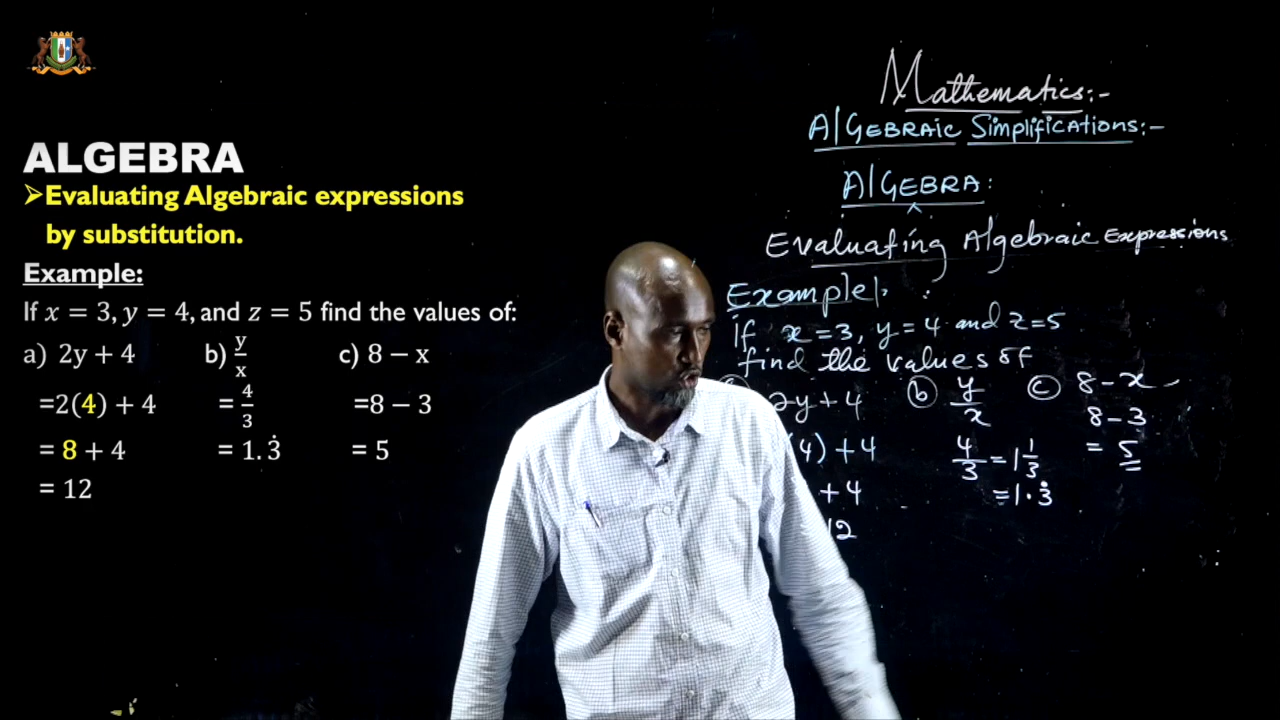 ALGEBRA
➢Evaluating Algebraic expressions
by substitution.
Example:
If x = 3, y = 4, and z = 5 find the values of:
a) 2y + 4 b) y/x c) 8 − x
=2(4) + 4 = 4/3 =8 − 3
= 8 + 4 = 1.3̇ = 5
= 12
Mathematics:-
AlGEBRAic Simplifications:-
AlGEBRA:
Evaluating Algebraic Expressions
Example1:
if x=3, y=4 and z=5
find the values of
2y+4 ⓑ y/x ⓒ 8-x
8-3
(4)+4 4/3 = 1 1/3 = 5
+4 = 1.3̇
12